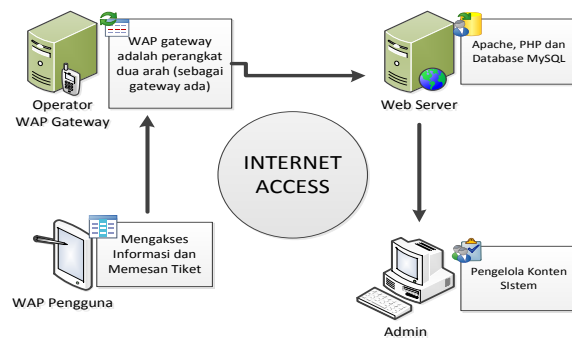 WAP gateway
adalah perangkat
dua arah (sebagai
gateway ada)
Operator
WAP Gateway
Apache, PHP dan
Database MySQL
Web Server
INTERNET
ACCESS
Mengakses
Informasi dan
Memesan Tiket
WAP Pengguna
Pengelola Konten
SIstem
Admin